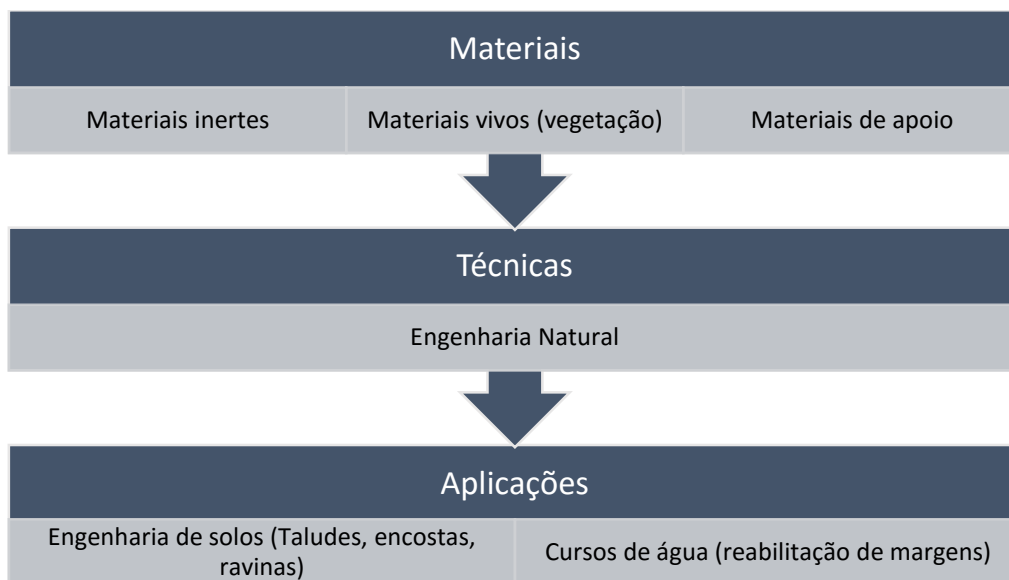 Materiais
Materiais inertes
Materiais vivos (vegetação)
Materiais de apoio
Técnicas
Engenharia Natural
Aplicações
Engenharia de solos (Taludes, encostas,
ravinas)
Cursos de água (reabilitação de margens)